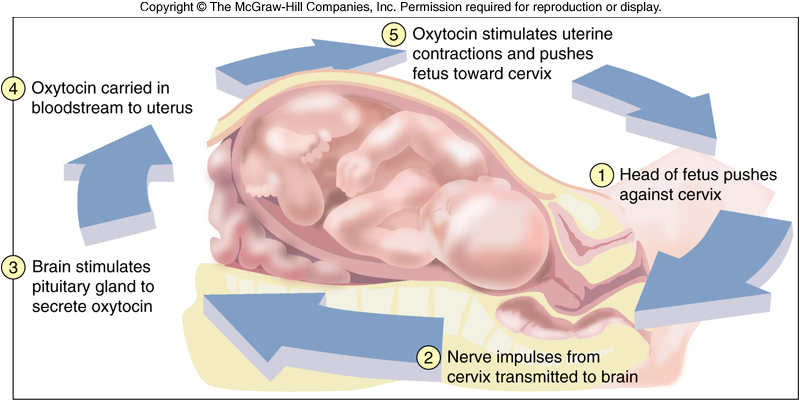 Copyright © The McGraw-Hill Companies, Inc. Permission required for reproduction or display.
1 Head of fetus pushes
against cervix
2 Nerve impulses from
cervix transmitted to brain
3 Brain stimulates
pituitary gland to
secrete oxytocin
4 Oxytocin carried in
bloodstream to uterus
5 Oxytocin stimulates uterine
contractions and pushes
fetus toward cervix